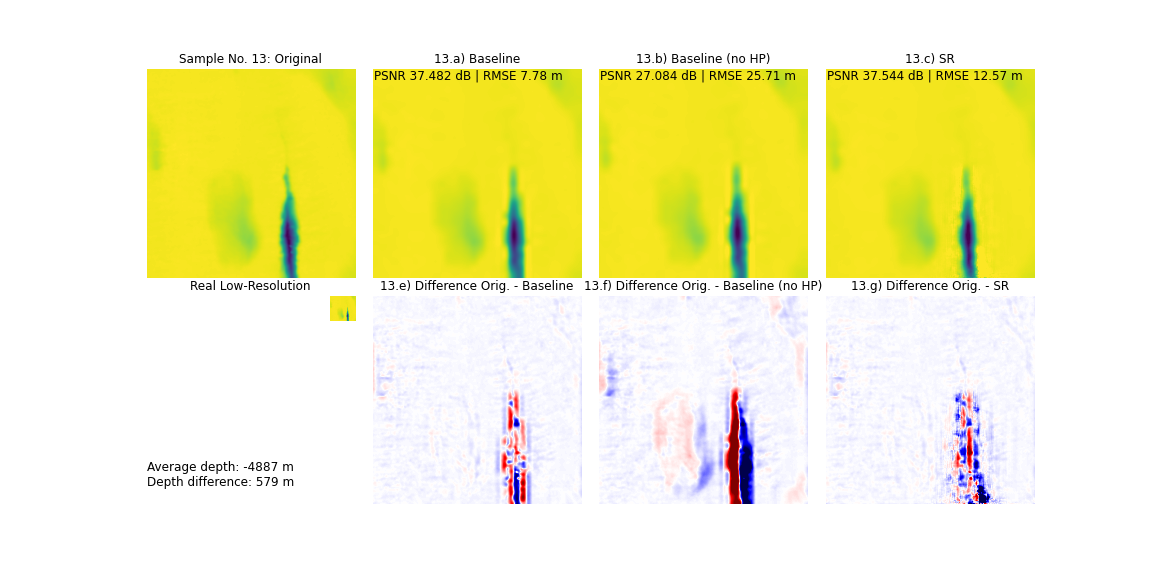 Sample No. 13: Original
13.a) Baseline
13.b) Baseline (no HP)
13.c) SR
PSNR 37.482 dB | RMSE 7.78 m
PSNR 27.084 dB | RMSE 25.71 m
PSNR 37.544 dB | RMSE 12.57 m
Real Low-Resolution
13.e) Difference Orig. - Baseline
13.f) Difference Orig. - Baseline (no HP)
13.g) Difference Orig. - SR
Average depth: -4887 m
Depth difference: 579 m